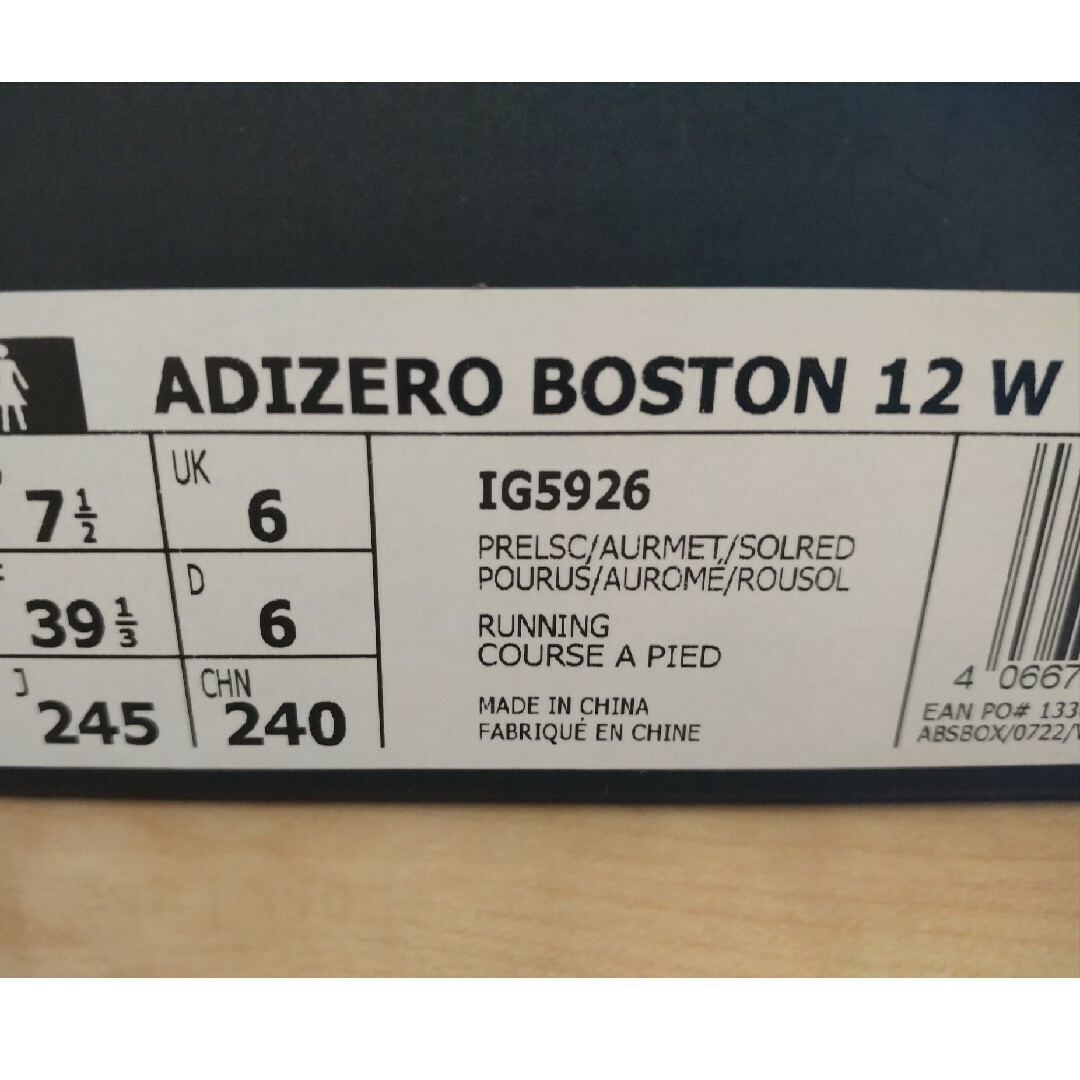 ADIZERO BOSTON 12 W
7½ UK 6
39⅓ D 6
J 245 CHN 240
IG5926
PRELSC/AURMET/SOLRED
POURUS/AUROMÉ/ROUSOL
RUNNING
COURSE A PIED
MADE IN CHINA
FABRIQUÉ EN CHINE
4 0667
EAN PO# 133
ABSBOX/0722/